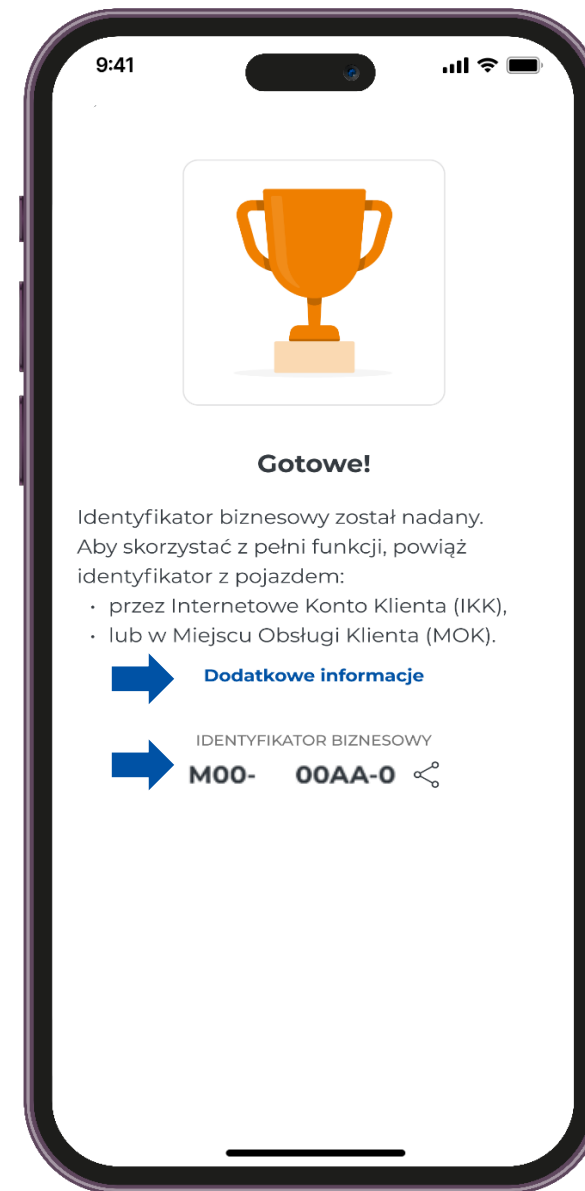 9:41
Gotowe!
Identyfikator biznesowy został nadany.
Aby skorzystać z pełni funkcji, powiąż
identyfikator z pojazdem:
• przez Internetowe Konto Klienta (IKK),
• lub w Miejscu Obsługi Klienta (MOK).
Dodatkowe informacje
IDENTYFIKATOR BIZNESOWY
M00- 00AA-0